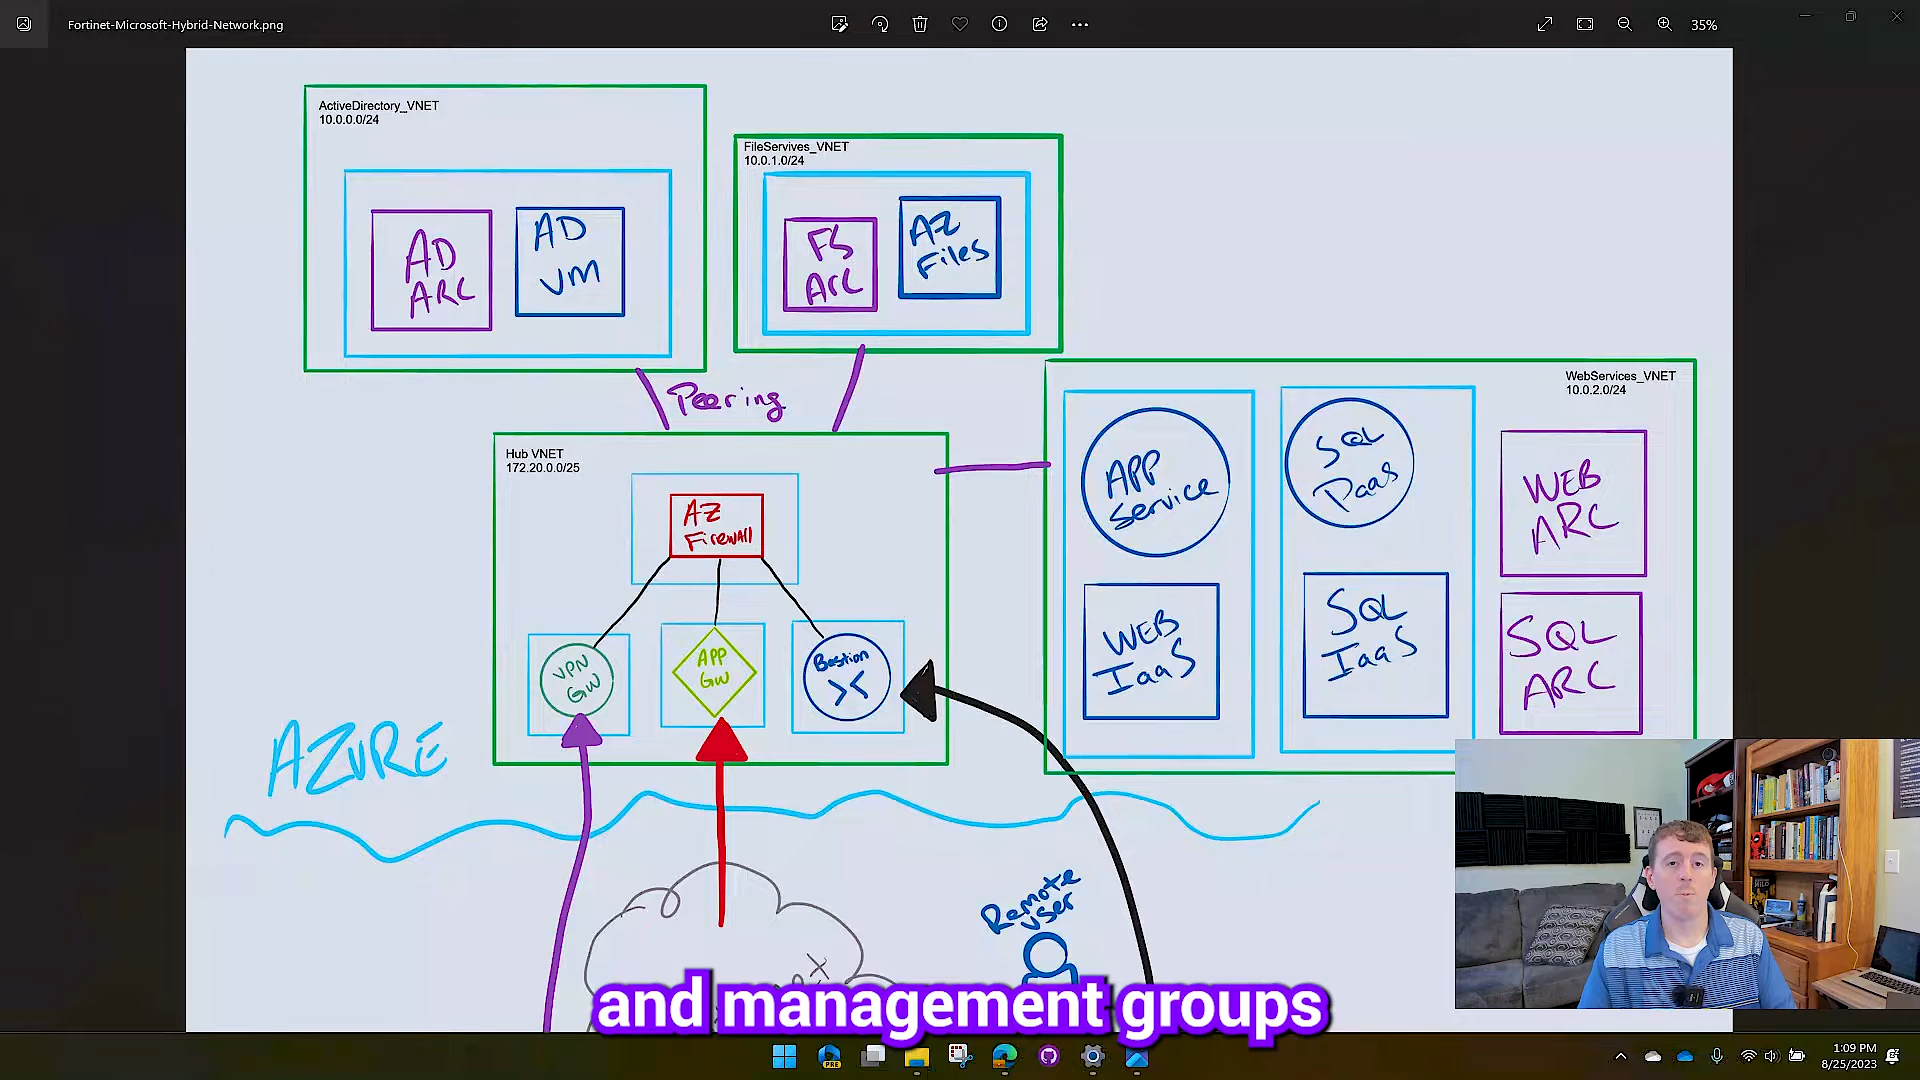 Fortinet-Microsoft-Hybrid-Network.png
35%
ActiveDirectory_VNET
10.0.0.0/24
AD
ARC
AD
VM
FileServives_VNET
10.0.1.0/24
FS
ARC
AZ
Files
Peering
WebServices_VNET
10.0.2.0/24
APP
Service
SQL
PaaS
WEB
ARC
WEB
IaaS
SQL
IaaS
SQL
ARC
Hub VNET
172.20.0.0/25
AZ
Firewall
VPN
GW
APP
GW
Bastion
AZURE
Remote
User
and management groups
PRE
1:09 PM
8/25/2023